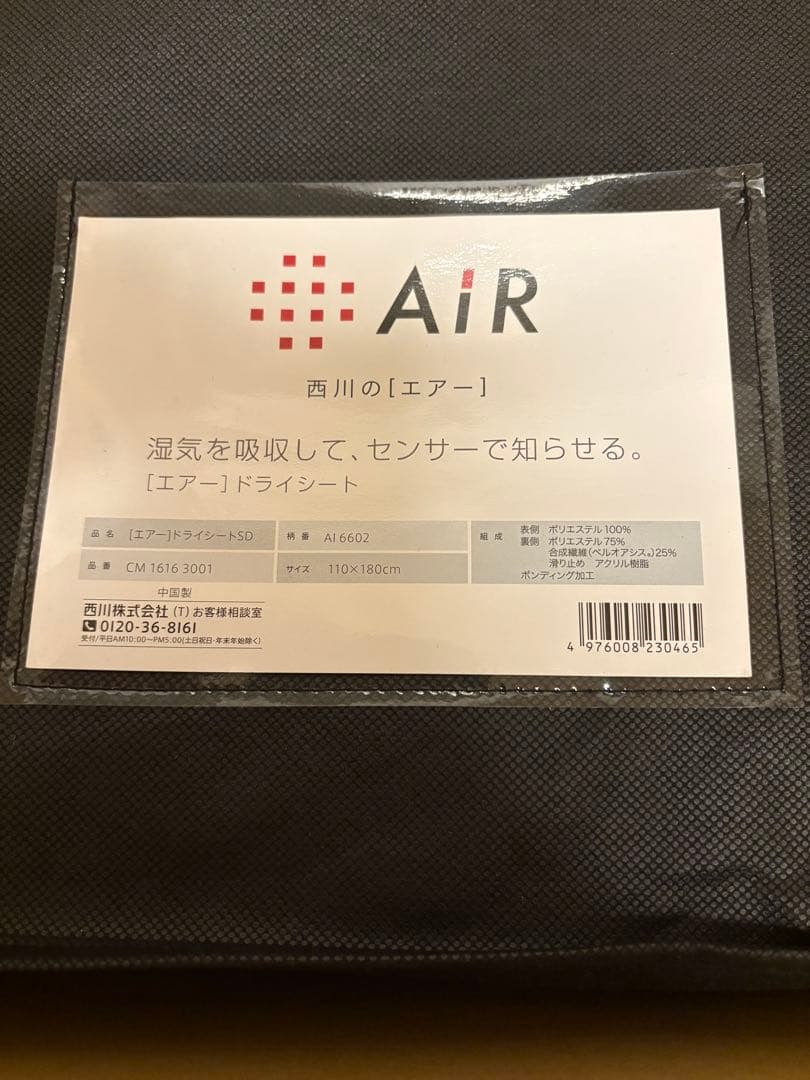 AiR
西川の[エアー]
湿気を吸収して、センサーで知らせる。
[エアー]ドライシート
品名 [エアー]ドライシートSD
柄番 AI 6602
品番 CM 1616 3001
サイズ 110×180cm
組成 表側 ポリエステル100%
裏側 ポリエステル75%
合成繊維(ベルオアシス®)25%
滑り止め アクリル樹脂
ボンディング加工
中国製
西川株式会社(T)お客様相談室
0120-36-8161
受付/平日AM10:00〜PM5:00(土日祝日・年末年始除く)
4 976008 230465